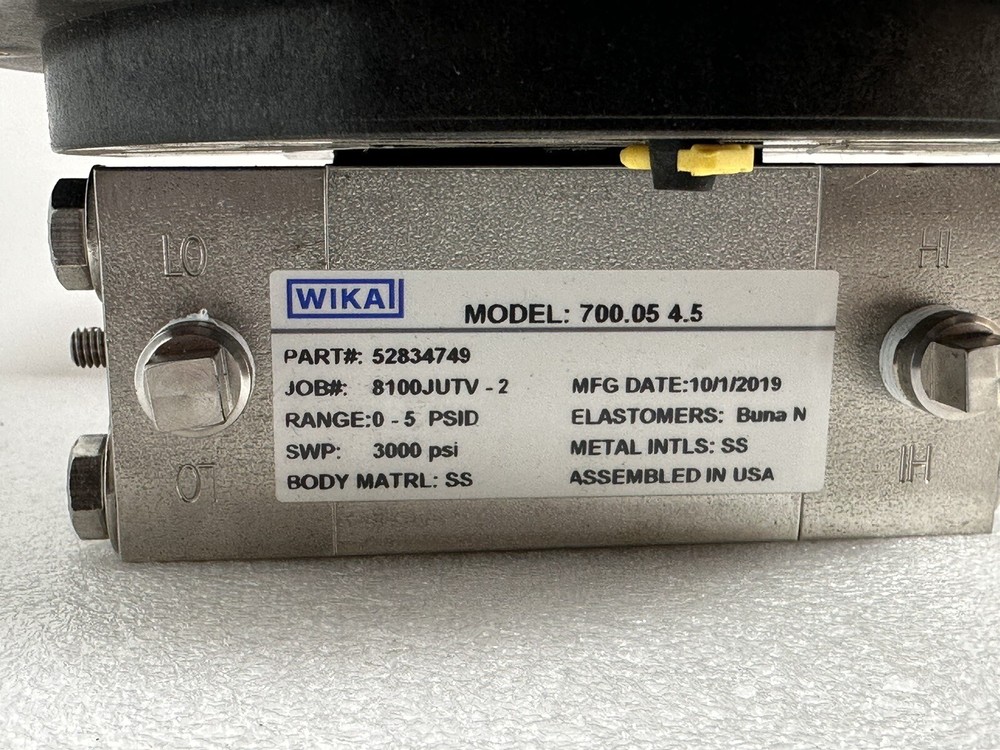 LO
HI
WIKA
MODEL: 700.05 4.5
PART#: 52834749
JOB#: 8100JUTV - 2
MFG DATE:10/1/2019
RANGE:0 - 5 PSID
ELASTOMERS: Buna N
SWP: 3000 psi
METAL INTLS: SS
BODY MATRL: SS
ASSEMBLED IN USA
LO
HI